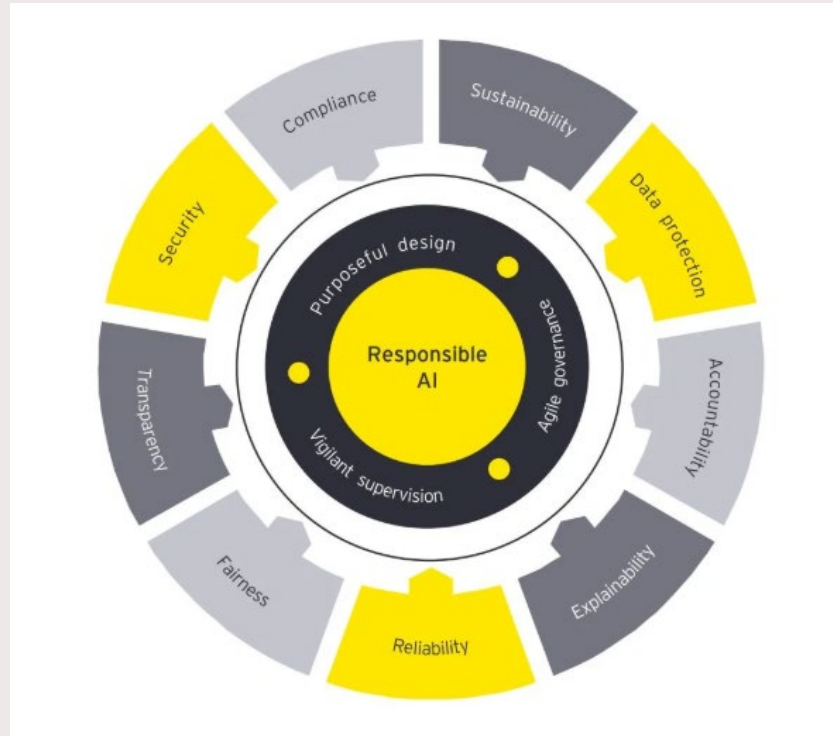 Compliance
Sustainability
Data protection
Accountability
Explainability
Reliability
Fairness
Transparency
Security
Purposeful design
Agile governance
Vigilant supervision
Responsible
AI